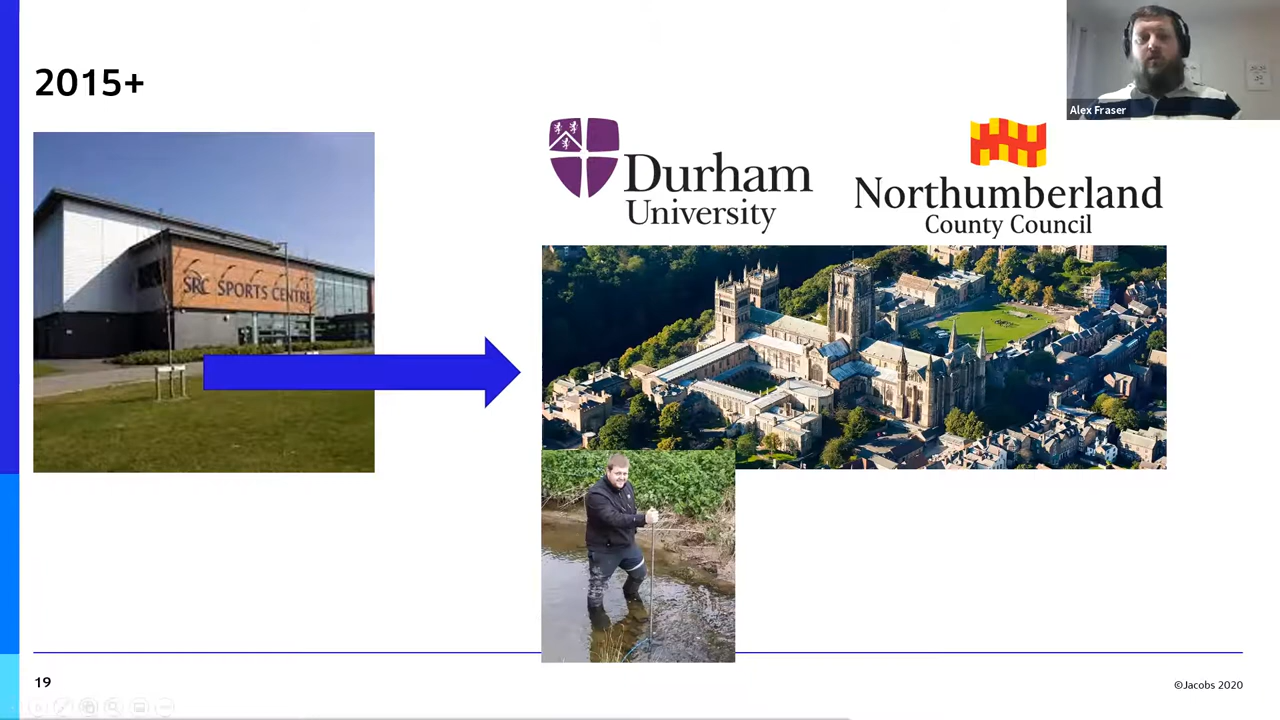 2015+
Alex Fraser
Durham
University
Northumberland
County Council
SRC SPORTS CENTRE
19
©Jacobs 2020